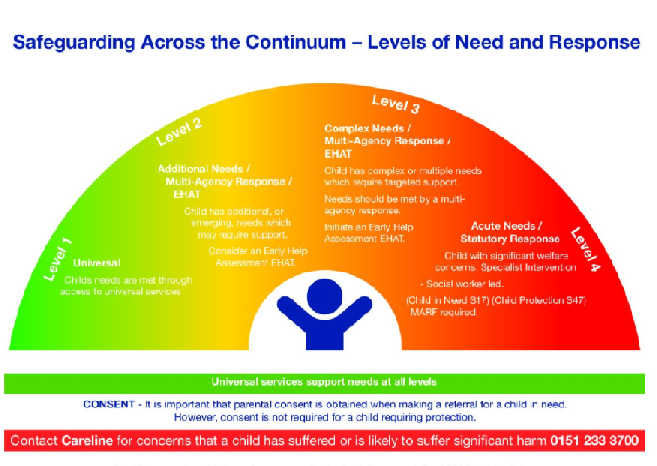 Safeguarding Across the Continuum – Levels of Need and Response
Level 1
Universal
Childs needs are met through
access to universal services
Level 2
Additional Needs /
Multi-Agency Response /
EHAT
Child has additional, or
emerging, needs which
may require support.
Consider an Early Help
Assessment EHAT
Level 3
Complex Needs /
Multi-Agency Response /
EHAT
Child has complex or multiple needs
which require targeted support.
Needs should be met by a multi-
agency response.
Initiate an Early Help
Assessment EHAT.
Level 4
Acute Needs /
Statutory Response
Child with significant welfare
concerns. Specialist Intervention
- Social worker led.
(Child in Need S17) (Child Protection S47)
MARF required.
Universal services support needs at all levels
CONSENT - It is important that parental consent is obtained when making a referral for a child in need.
However, consent is not required for a child requiring protection.
Contact Careline for concerns that a child has suffered or is likely to suffer significant harm 0151 233 3700